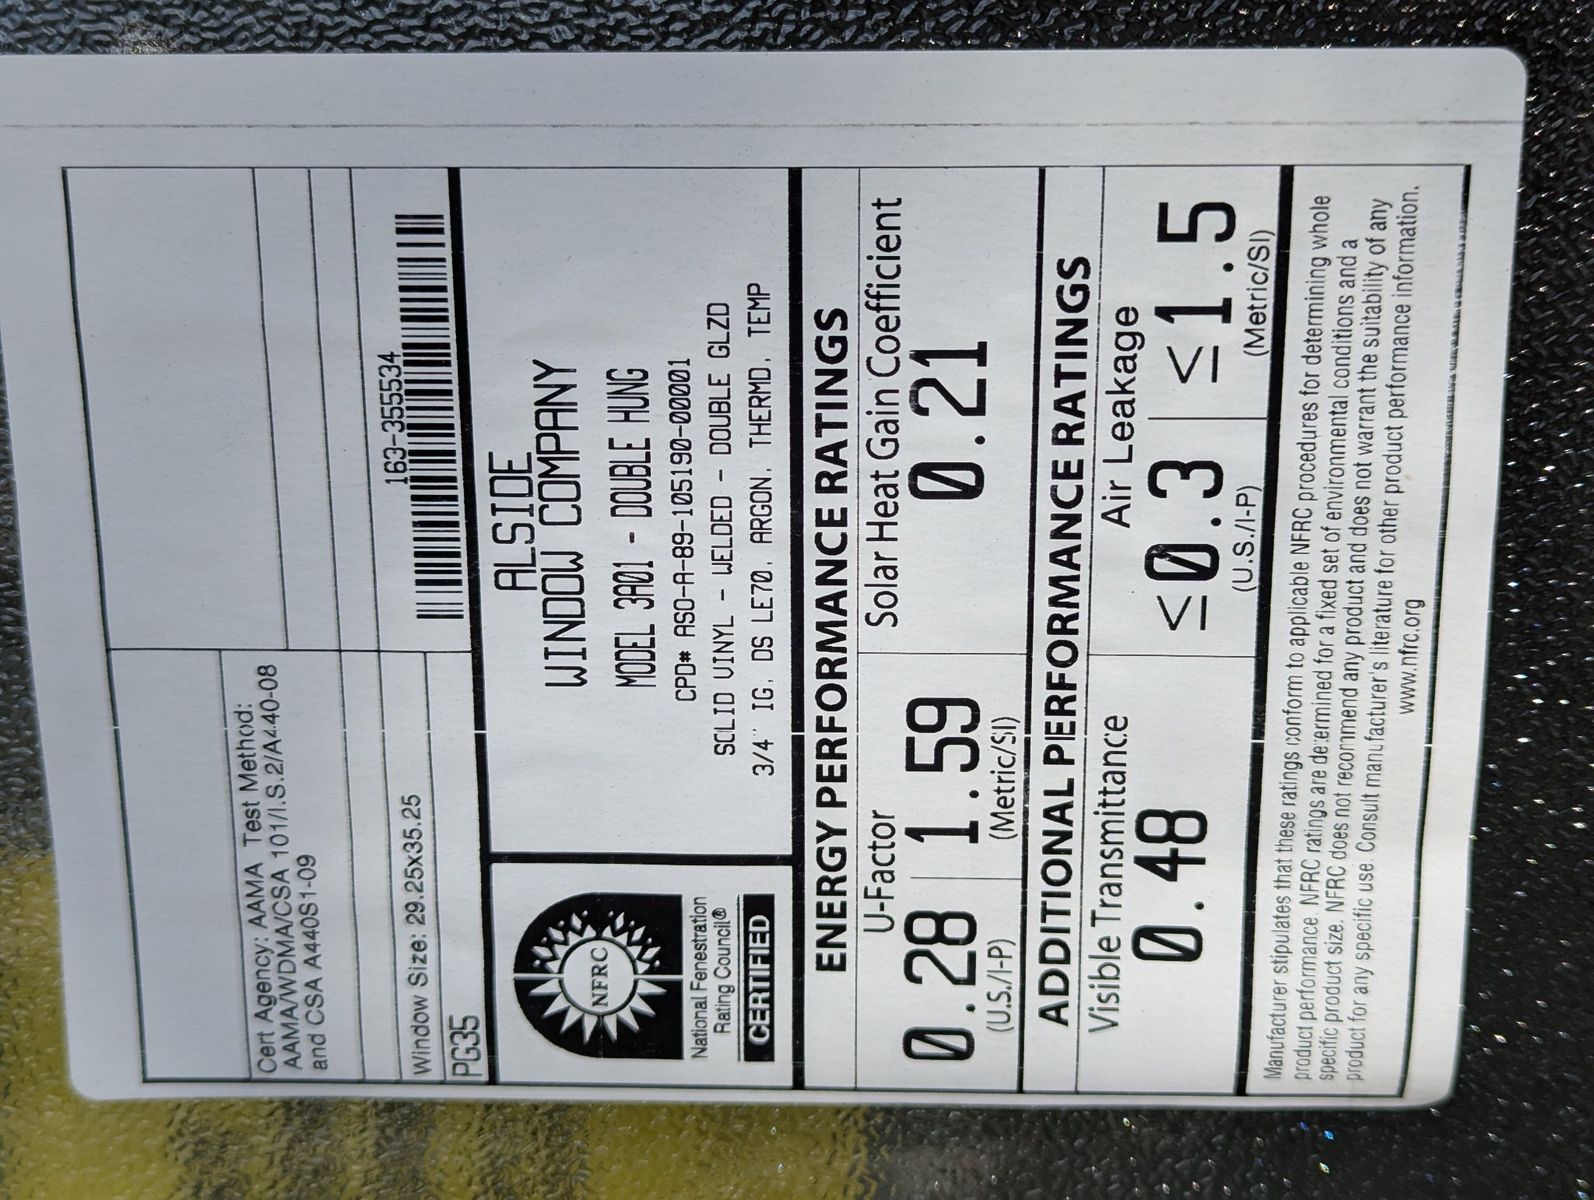 Cert Agency: AAMA Test Method:
AAMA/WDMA/CSA 101/I.S.2/A440-08
and CSA A440S1-09
163-355534
Window Size: 29.25x35.25
PG35
NFRC
National Fenestration
Rating Council®
CERTIFIED
ALSIDE
WINDOW COMPANY
MODEL 3A01 - DOUBLE HUNG
CPD# ASO-A-89-105190-00001
SOLID VINYL - WELDED - DOUBLE GLZD
3/4" IG, DS LE70, ARGON, THERMD, TEMP
ENERGY PERFORMANCE RATINGS
U-Factor
0.28 1.59
(U.S./I-P) (Metric/SI)
Solar Heat Gain Coefficient
0.21
ADDITIONAL PERFORMANCE RATINGS
Visible Transmittance
0.48
Air Leakage
≤0.3 ≤1.5
(U.S./I-P) (Metric/SI)
Manufacturer stipulates that these ratings conform to applicable NFRC procedures for determining whole
product performance. NFRC ratings are determined for a fixed set of environmental conditions and a
specific product size. NFRC does not recommend any product and does not warrant the suitability of any
product for any specific use. Consult manufacturer's literature for other product performance information.
www.nfrc.org